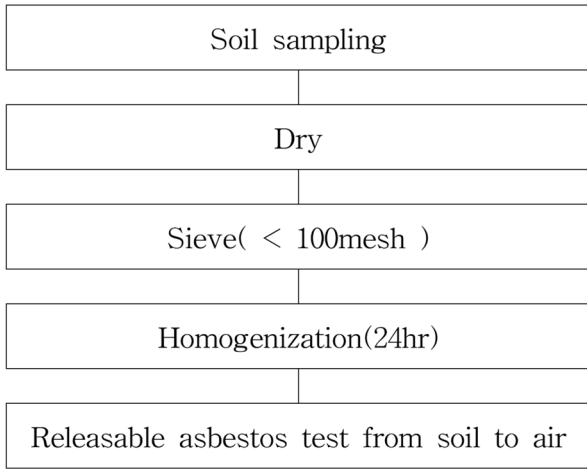 Soil sampling
Dry
Sieve( < 100mesh )
Homogenization(24hr)
Releasable asbestos test from soil to air